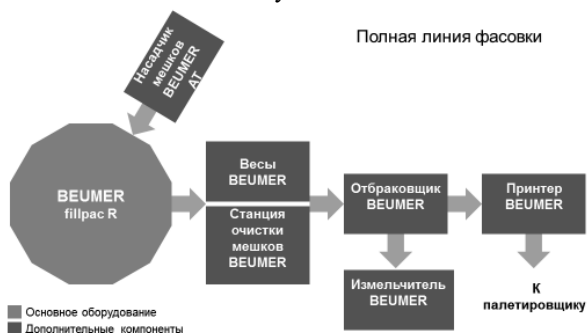 Полная линия фасовки
Насадчик
мешков
BEUMER
AT
BEUMER
fillpac R
Весы
BEUMER
Станция
очистки
мешков
BEUMER
Отбраковщик
BEUMER
Принтер
BEUMER
Измельчитель
BEUMER
К
палетировщику
Основное оборудование
Дополнительные компоненты